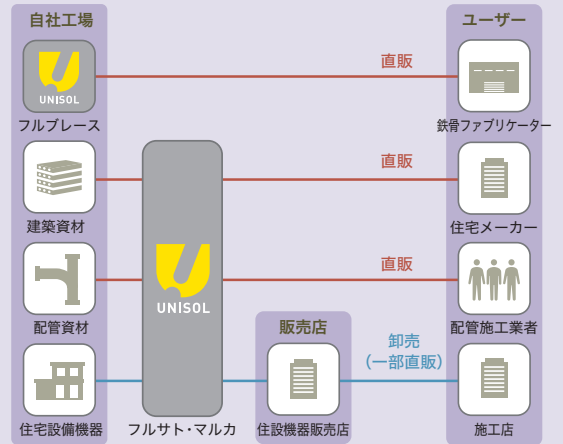 自社工場
ユーザー
UNISOL
フルブレース
直販
鉄骨ファブリケーター
建築資材
直販
住宅メーカー
配管資材
UNISOL
直販
配管施工業者
販売店
卸売
（一部直販）
住宅設備機器
フルサト・マルカ
住設機器販売店
施工店